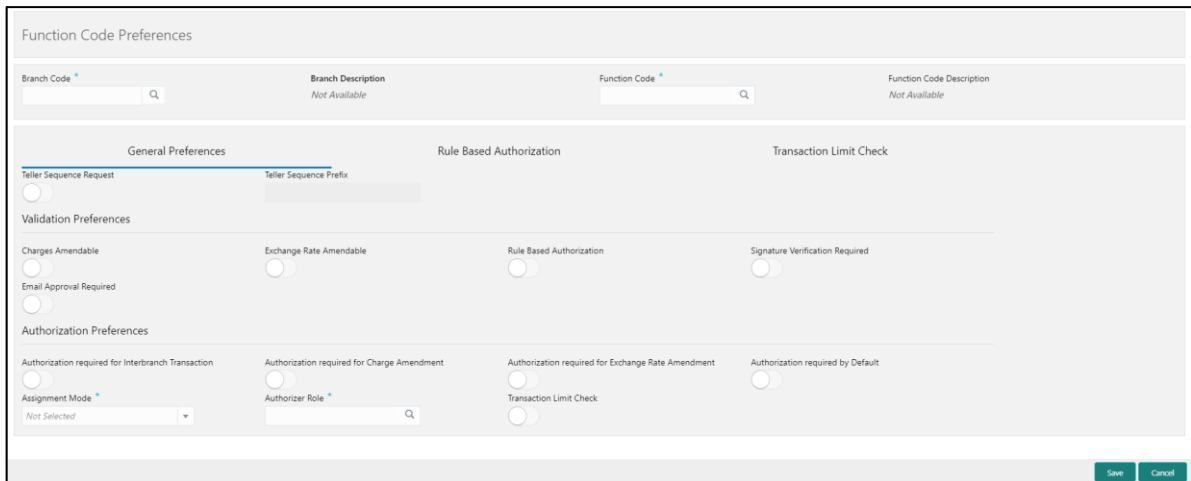 Function Code Preferences
Branch Code * Branch Description Function Code * Function Code Description
Not Available Not Available
General Preferences Rule Based Authorization Transaction Limit Check
Teller Sequence Request Teller Sequence Prefix
Validation Preferences
Charges Amendable Exchange Rate Amendable Rule Based Authorization Signature Verification Required
Email Approval Required
Authorization Preferences
Authorization required for Interbranch Transaction Authorization required for Charge Amendment Authorization required for Exchange Rate Amendment Authorization required by Default
Assignment Mode * Authorizer Role * Transaction Limit Check
Not Selected
Save Cancel